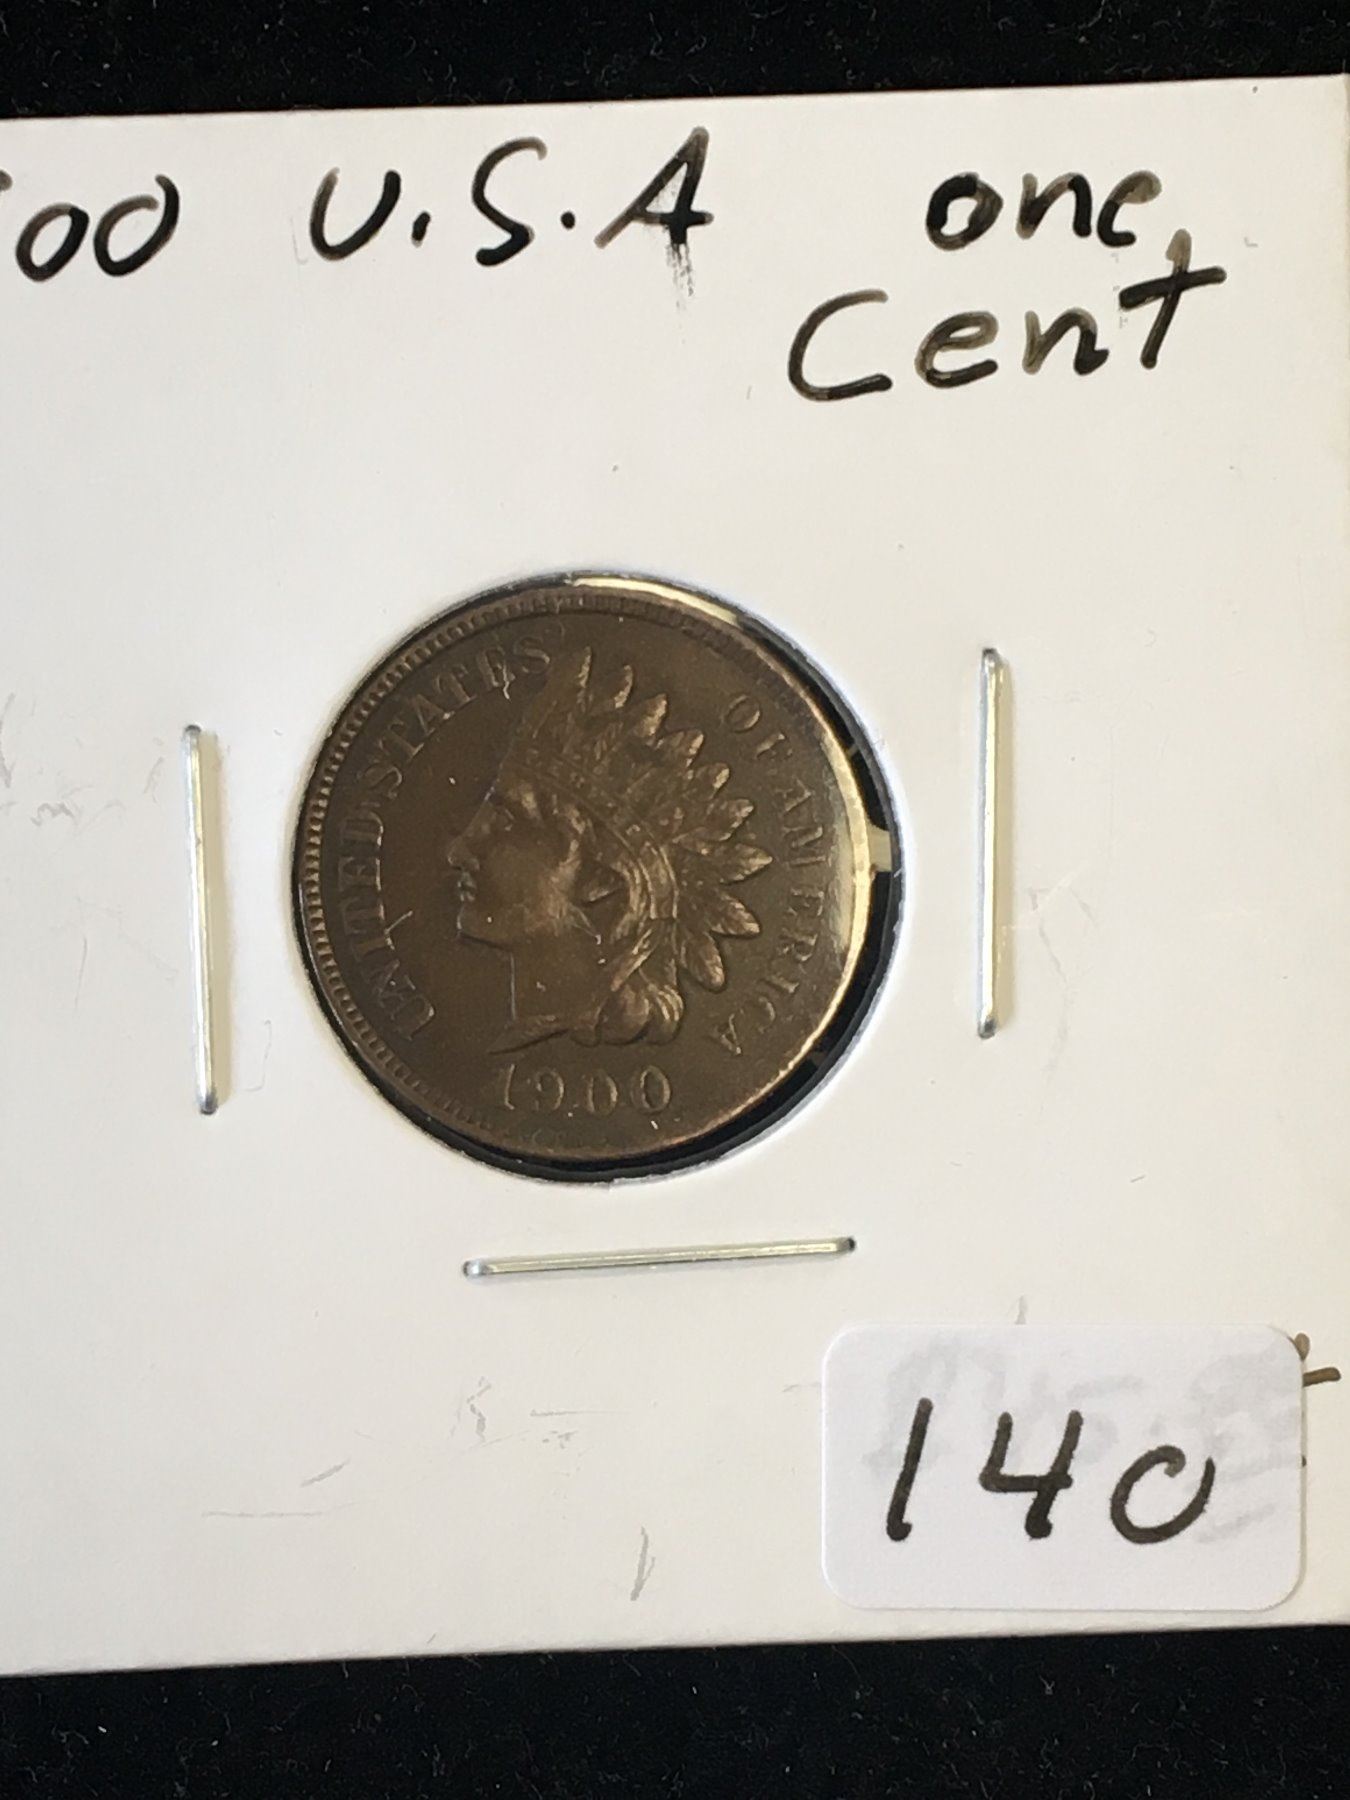 00 U.S.A one
Cent
UNITED STATES OF AMERICA
1900
140